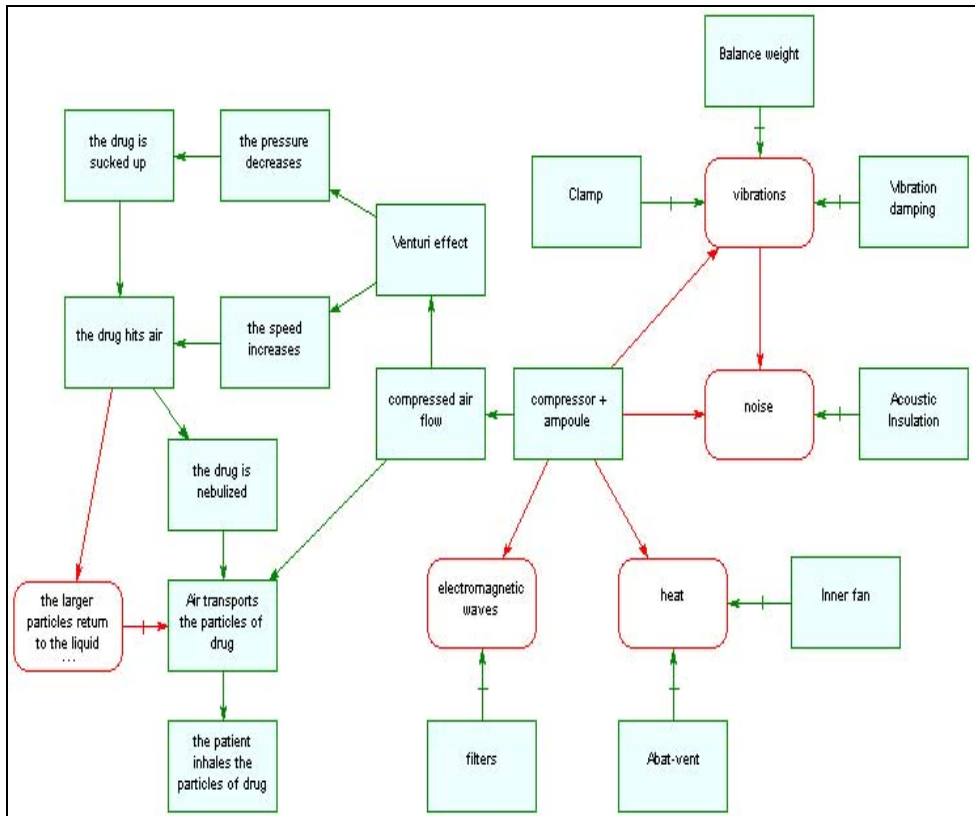 Balance weight
the drug is
sucked up
the pressure
decreases
Clamp
vibrations
Vibration
damping
Venturi effect
the drug hits air
the speed
increases
compressed air
flow
compressor +
ampoule
noise
Acoustic
Insulation
the drug is
nebulized
the larger
particles return
to the liquid
...
Air transports
the particles of
drug
electromagnetic
waves
heat
Inner fan
the patient
inhales the
particles of drug
filters
Abat-vent